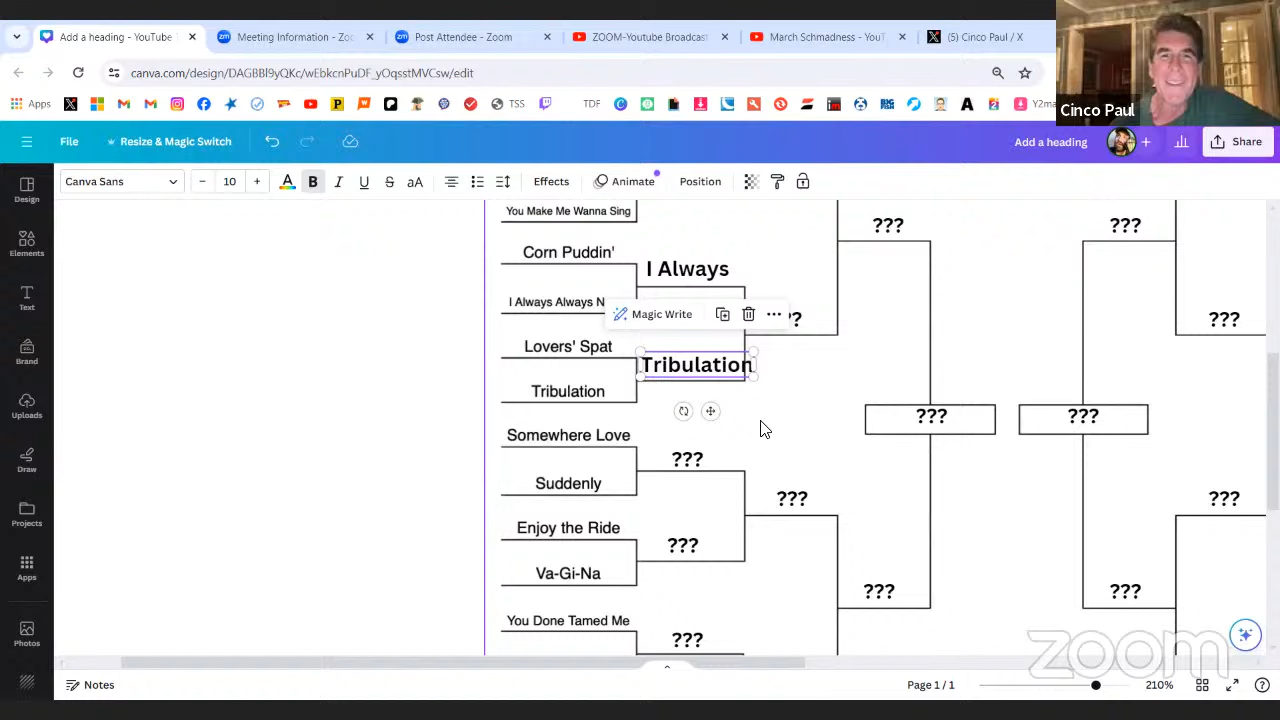 Add a heading - YouTube
Meeting Information - Zoo
Post Attendee - Zoom
ZOOM-Youtube Broadcast
March Schmadness - YouT
(5) Cinco Paul / X
canva.com/design/DAGBBl9yQKc/wEbkcnPuDF_yOqsstMVCsw/edit
Apps
TSS
TDF
Y2mat
Cinco Paul
File
Resize & Magic Switch
Add a heading
Share
Canva Sans
10
B
I
U
S
aA
Effects
Animate
Position
Design
Elements
Text
Brand
Uploads
Draw
Projects
Apps
Photos
You Make Me Wanna Sing
???
???
Corn Puddin'
I Always
I Always Always N
Magic Write
???
Lovers' Spat
Tribulation
Tribulation
???
???
Somewhere Love
???
Suddenly
???
???
Enjoy the Ride
???
Va-Gi-Na
???
???
You Done Tamed Me
???
zoom
Notes
Page 1 / 1
210%